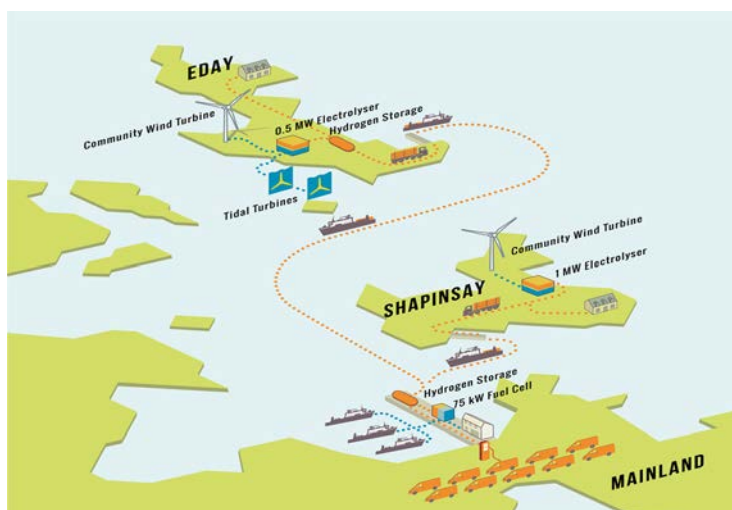 EDAY
Community Wind Turbine
0.5 MW Electrolyser
Hydrogen Storage
Tidal Turbines
Community Wind Turbine
1 MW Electrolyser
SHAPINSAY
Hydrogen Storage
75 kW Fuel Cell
MAINLAND